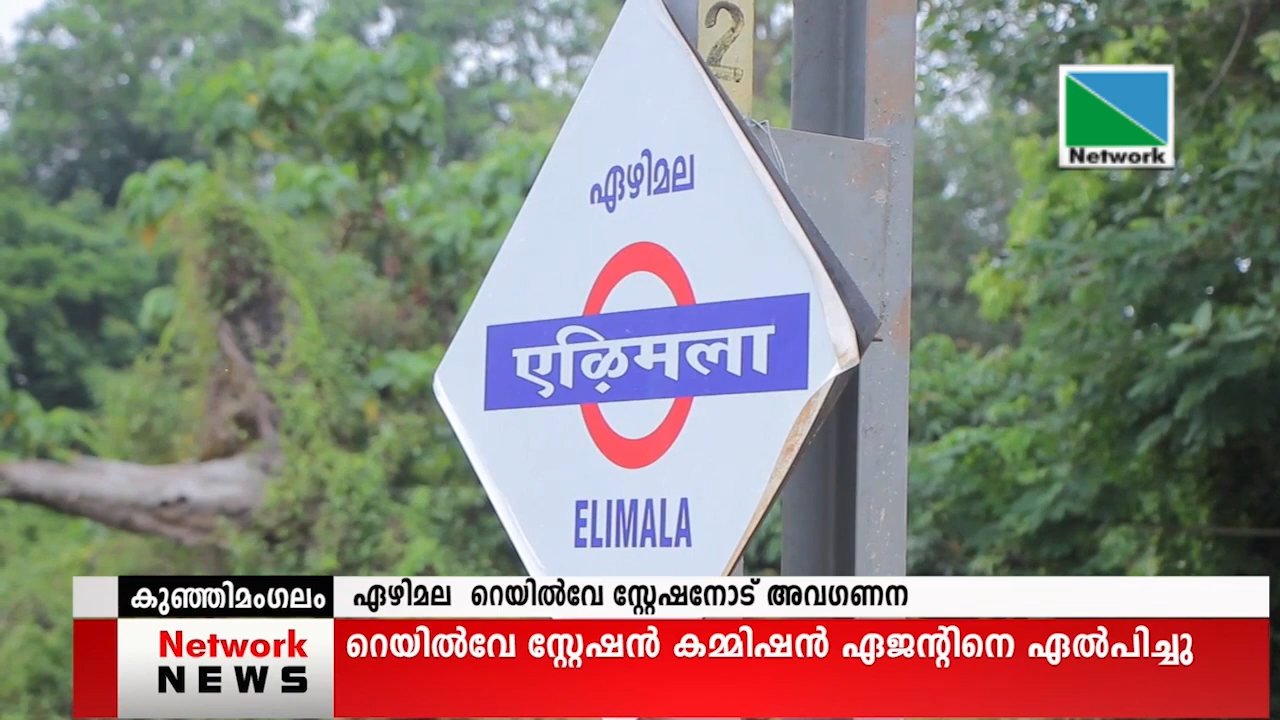 2
Network
ഏഴിമല
एऴिमला
ELIMALA
കുഞ്ഞിമംഗലം ഏഴിമല റെയിൽവേ സ്റ്റേഷനോട് അവഗണന
Network
NEWS
റെയിൽവേ സ്റ്റേഷൻ കമ്മിഷൻ ഏജന്റിനെ ഏൽപിച്ചു